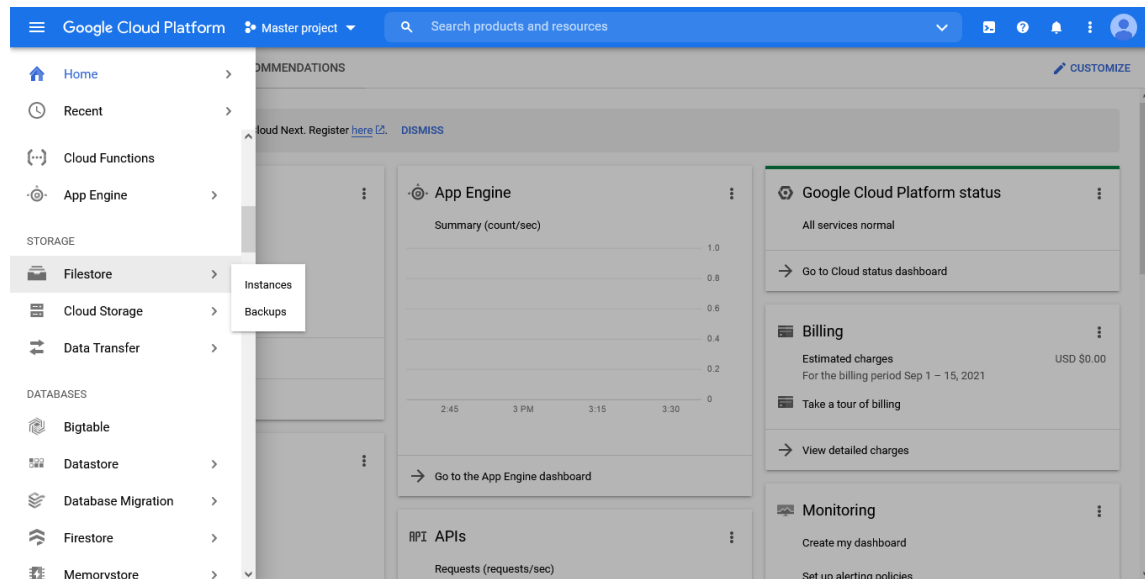 Google Cloud Platform
Master project
Search products and resources
Home
Recent
Cloud Functions
App Engine
STORAGE
Filestore
Instances
Backups
Cloud Storage
Data Transfer
DATABASES
Bigtable
Datastore
Database Migration
Firestore
Memorystore
OMMENDATIONS
CUSTOMIZE
loud Next. Register here. DISMISS
App Engine
Summary (count/sec)
1.0
0.8
0.6
0.4
0.2
0
2:45 3 PM 3:15 3:30
Go to the App Engine dashboard
API APIs
Requests (requests/sec)
Google Cloud Platform status
All services normal
Go to Cloud status dashboard
Billing
Estimated charges USD $0.00
For the billing period Sep 1 – 15, 2021
Take a tour of billing
View detailed charges
Monitoring
Create my dashboard
Set up alerting policies